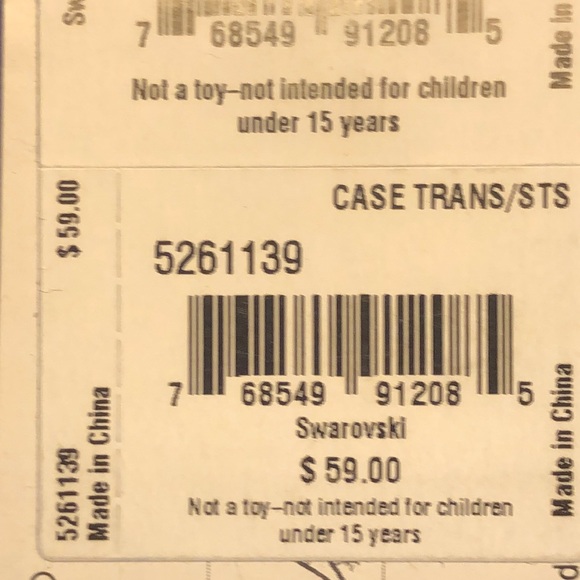 7 68549 91208 5
Made in
Not a toy–not intended for children
under 15 years
$ 59.00
CASE TRANS/STS
5261139
7 68549 91208 5
Swarovski
$ 59.00
Not a toy–not intended for children
under 15 years
5261139
Made in China
Made in China